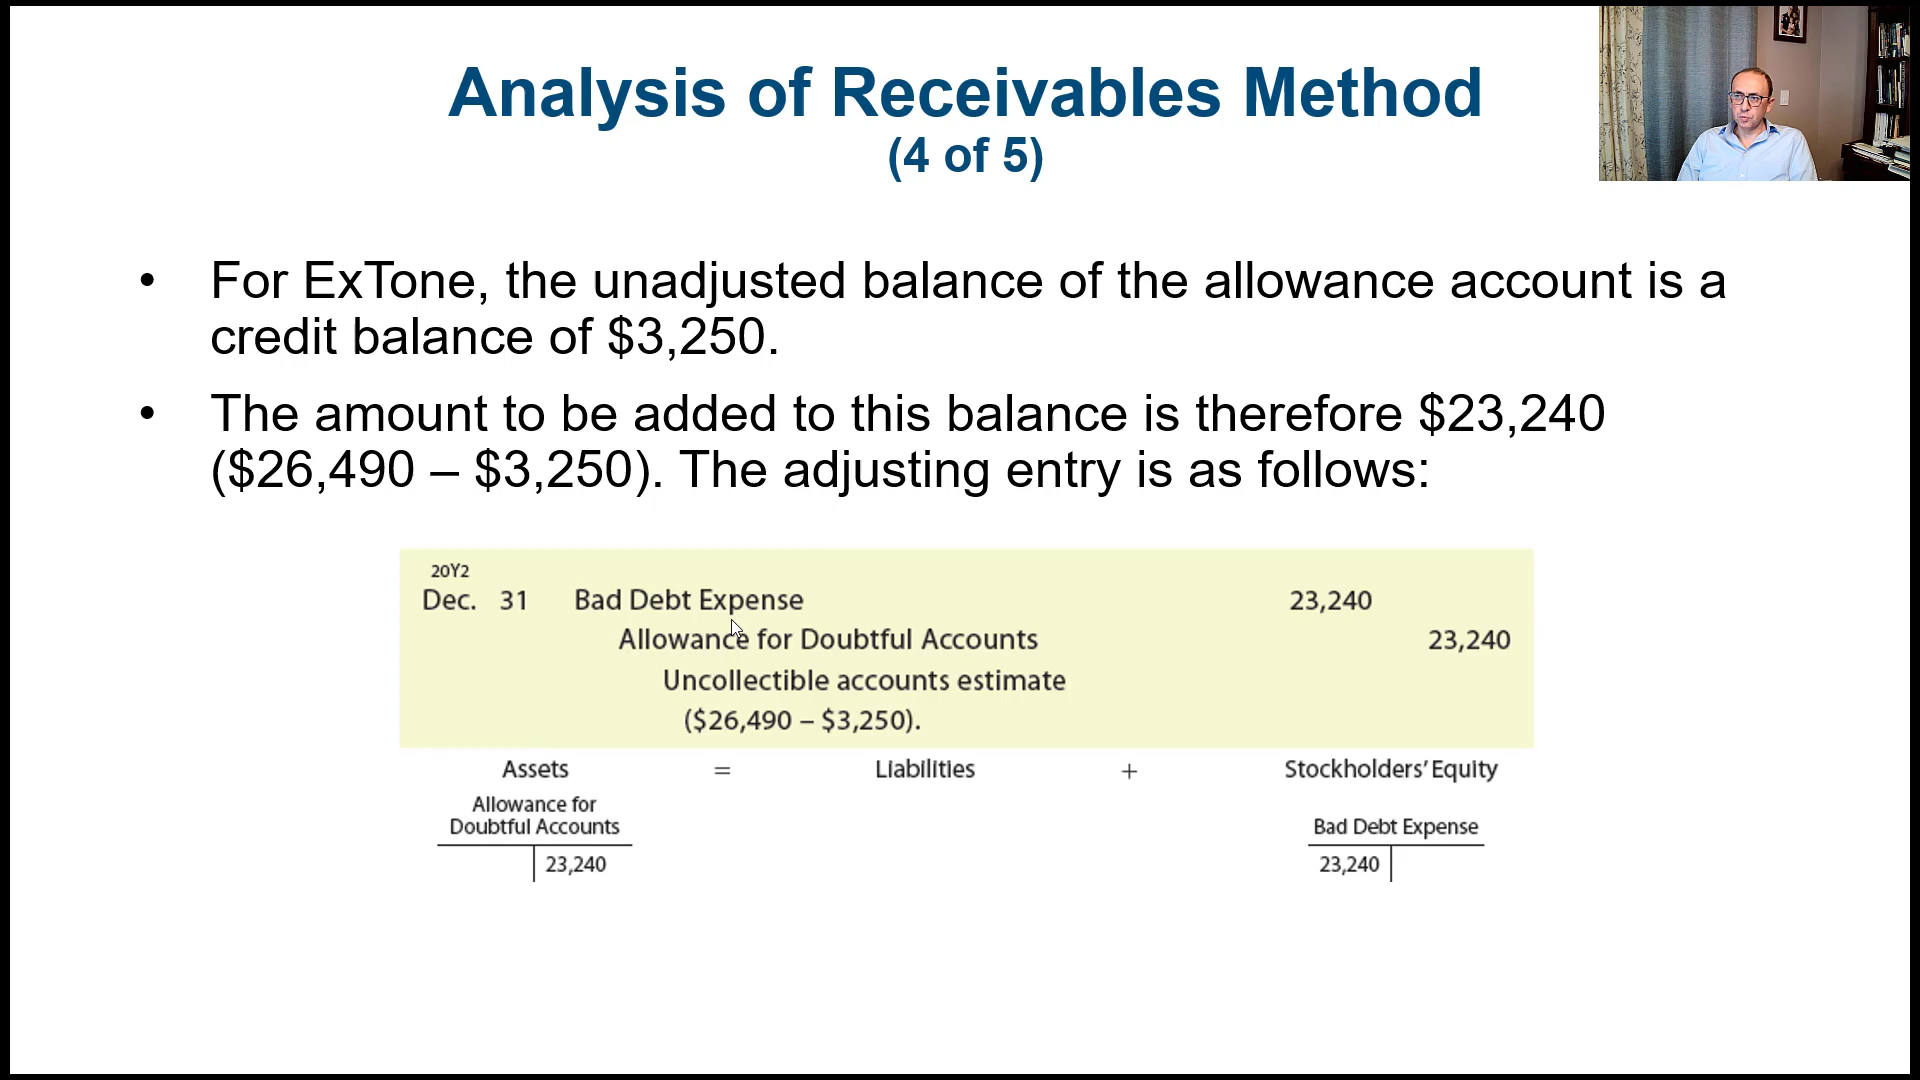 Analysis of Receivables Method
(4 of 5)
• For ExTone, the unadjusted balance of the allowance account is a
credit balance of $3,250.
• The amount to be added to this balance is therefore $23,240
($26,490 – $3,250). The adjusting entry is as follows:
20Y2
Dec. 31 Bad Debt Expense 23,240
Allowance for Doubtful Accounts 23,240
Uncollectible accounts estimate
($26,490 – $3,250).
Assets = Liabilities + Stockholders’ Equity
Allowance for
Doubtful Accounts Bad Debt Expense
23,240 23,240